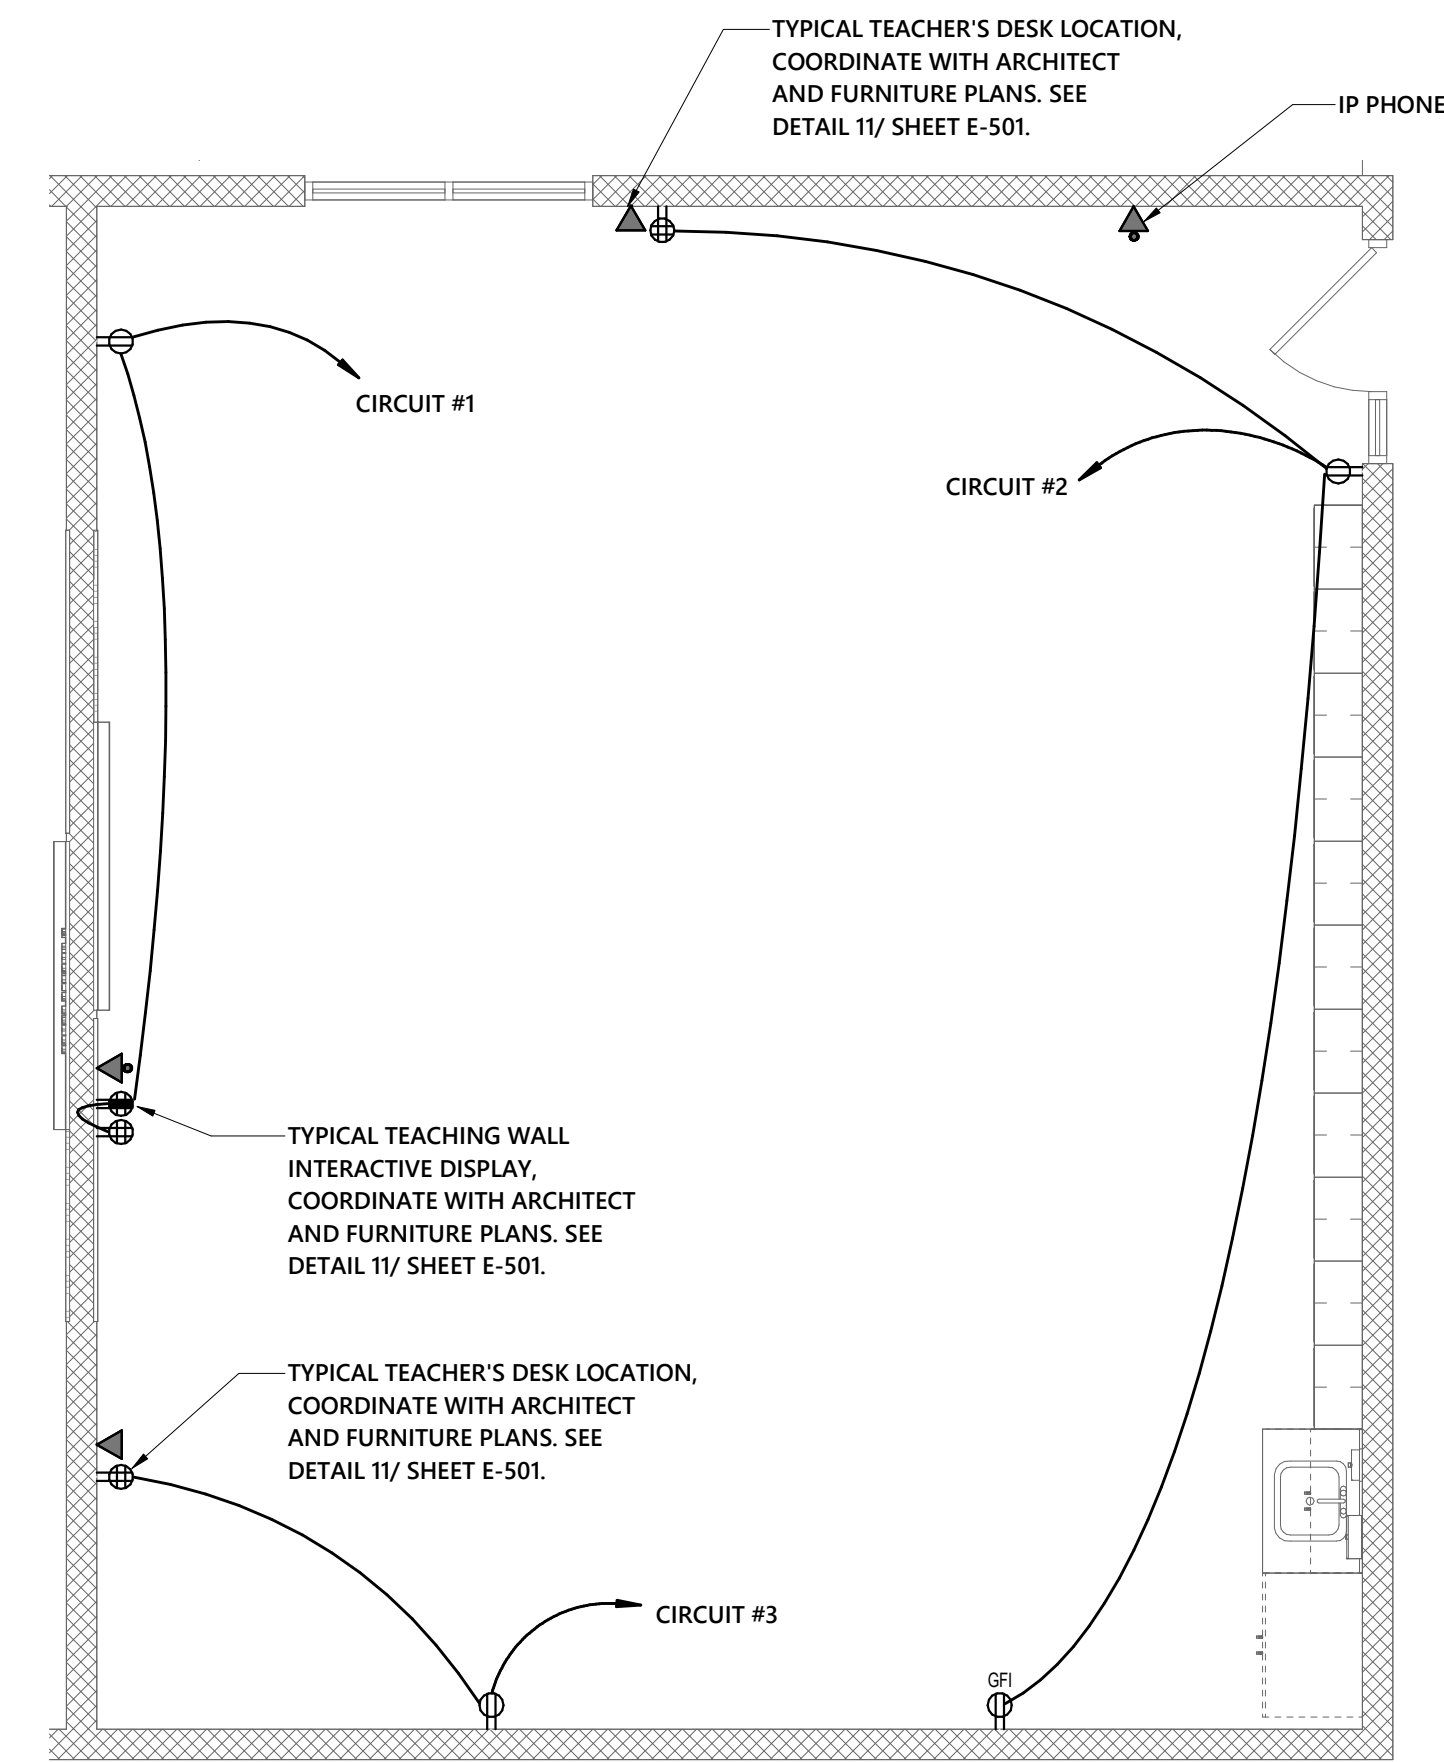 TYPICAL TEACHER'S DESK LOCATION,
COORDINATE WITH ARCHITECT
AND FURNITURE PLANS. SEE
DETAIL 11/ SHEET E-501.
IP PHONE
CIRCUIT #1
CIRCUIT #2
TYPICAL TEACHING WALL
INTERACTIVE DISPLAY,
COORDINATE WITH ARCHITECT
AND FURNITURE PLANS. SEE
DETAIL 11/ SHEET E-501.
TYPICAL TEACHER'S DESK LOCATION,
COORDINATE WITH ARCHITECT
AND FURNITURE PLANS. SEE
DETAIL 11/ SHEET E-501.
CIRCUIT #3
GFI